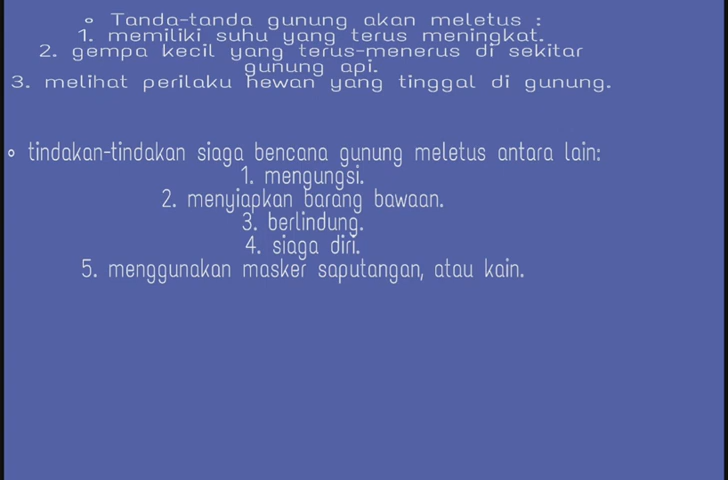 ∘ Tanda-tanda gunung akan meletus :
1. memiliki suhu yang terus meningkat.
2. gempa kecil yang terus-menerus di sekitar
gunung api.
3. melihat perilaku hewan yang tinggal di gunung.
∘ tindakan-tindakan siaga bencana gunung meletus antara lain:
1. mengungsi.
2. menyiapkan barang bawaan.
3. berlindung.
4. siaga diri.
5. menggunakan masker saputangan, atau kain.